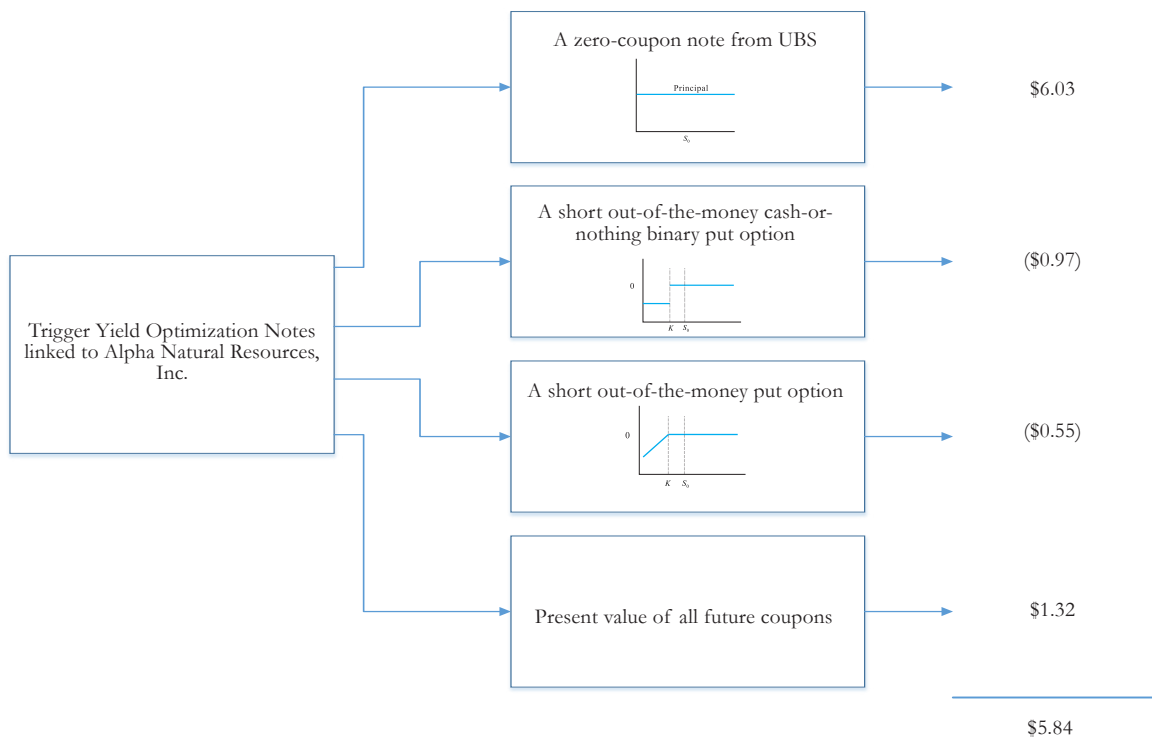 A zero-coupon note from UBS
Principal
S0
$6.03
A short out-of-the-money cash-or-
nothing binary put option
0
K S0
($0.97)
Trigger Yield Optimization Notes
linked to Alpha Natural Resources,
Inc.
A short out-of-the-money put option
0
K S0
($0.55)
Present value of all future coupons
$1.32
$5.84